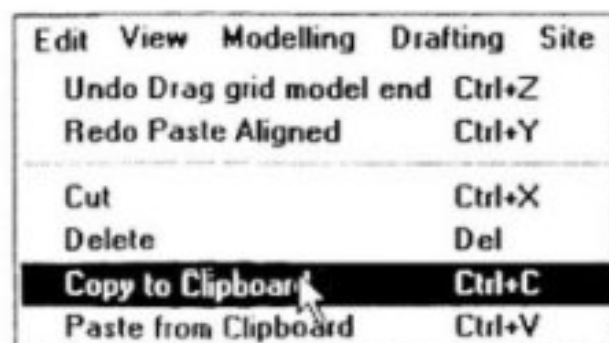 Edit View Modelling Drafting Site
Undo Drag grid model end Ctrl+Z
Redo Paste Aligned Ctrl+Y
Cut Ctrl+X
Delete Del
Copy to Clipboard Ctrl+C
Paste from Clipboard Ctrl+V